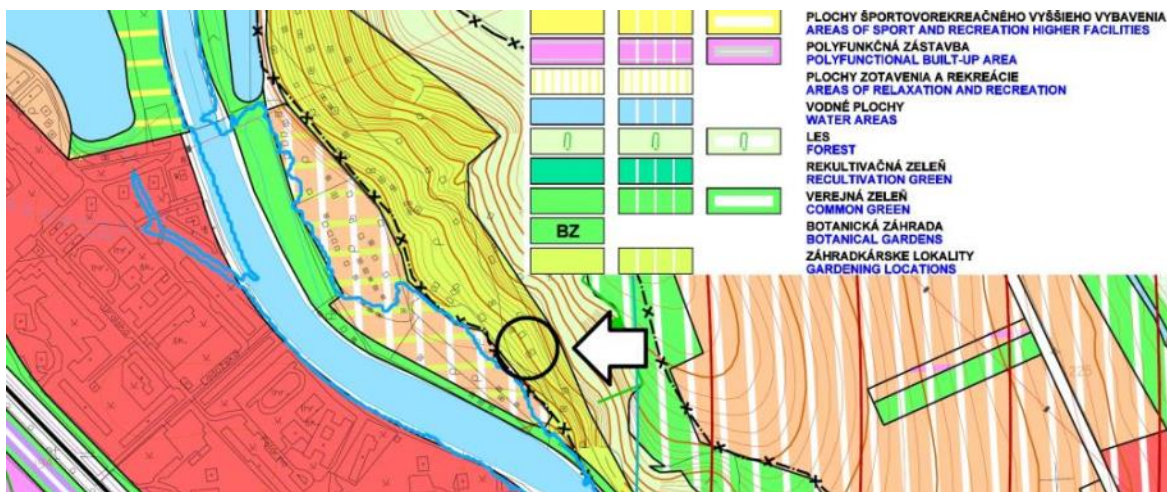 PLOCHY ŠPORTOVOREKREAČNÉHO VYŠŠIEHO VYBAVENIA
AREAS OF SPORT AND RECREATION HIGHER FACILITIES
POLYFUNKČNÁ ZÁSTAVBA
POLYFUNCTIONAL BUILT-UP AREA
PLOCHY ZOTAVENIA A REKREÁCIE
AREAS OF RELAXATION AND RECREATION
VODNÉ PLOCHY
WATER AREAS
LES
FOREST
REKULTIVAČNÁ ZELEŇ
RECULTIVATION GREEN
VEREJNÁ ZELEŇ
COMMON GREEN
BZ
BOTANICKÁ ZÁHRADA
BOTANICAL GARDENS
ZÁHRADKÁRSKE LOKALITY
GARDENING LOCATIONS
225